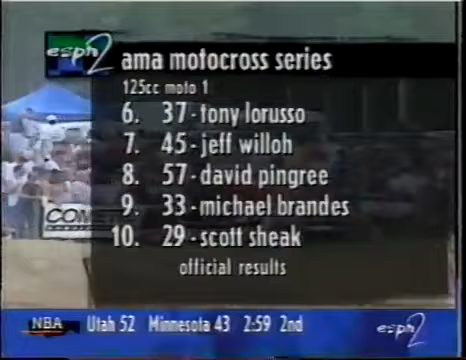 espn2 ama motocross series
125cc moto 1
6. 37-tony lorusso
7. 45-jeff willoh
8. 57-david pingree
9. 33-michael brandes
10. 29-scott sheak
official results
NBA Utah 52 Minnesota 43 2:59 2nd espn2